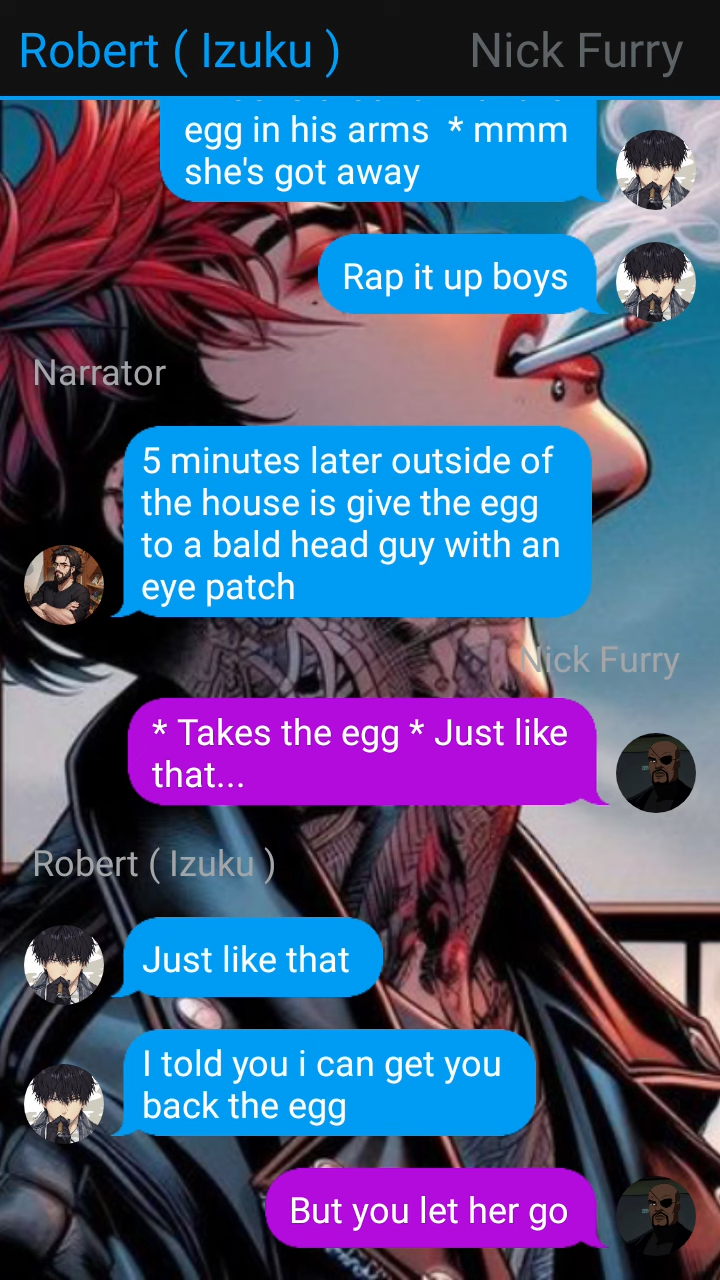 Robert ( Izuku ) Nick Furry
egg in his arms * mmm
she's got away
Rap it up boys
Narrator
5 minutes later outside of
the house is give the egg
to a bald head guy with an
eye patch
Nick Furry
* Takes the egg * Just like
that...
Robert ( Izuku )
Just like that
I told you i can get you
back the egg
But you let her go